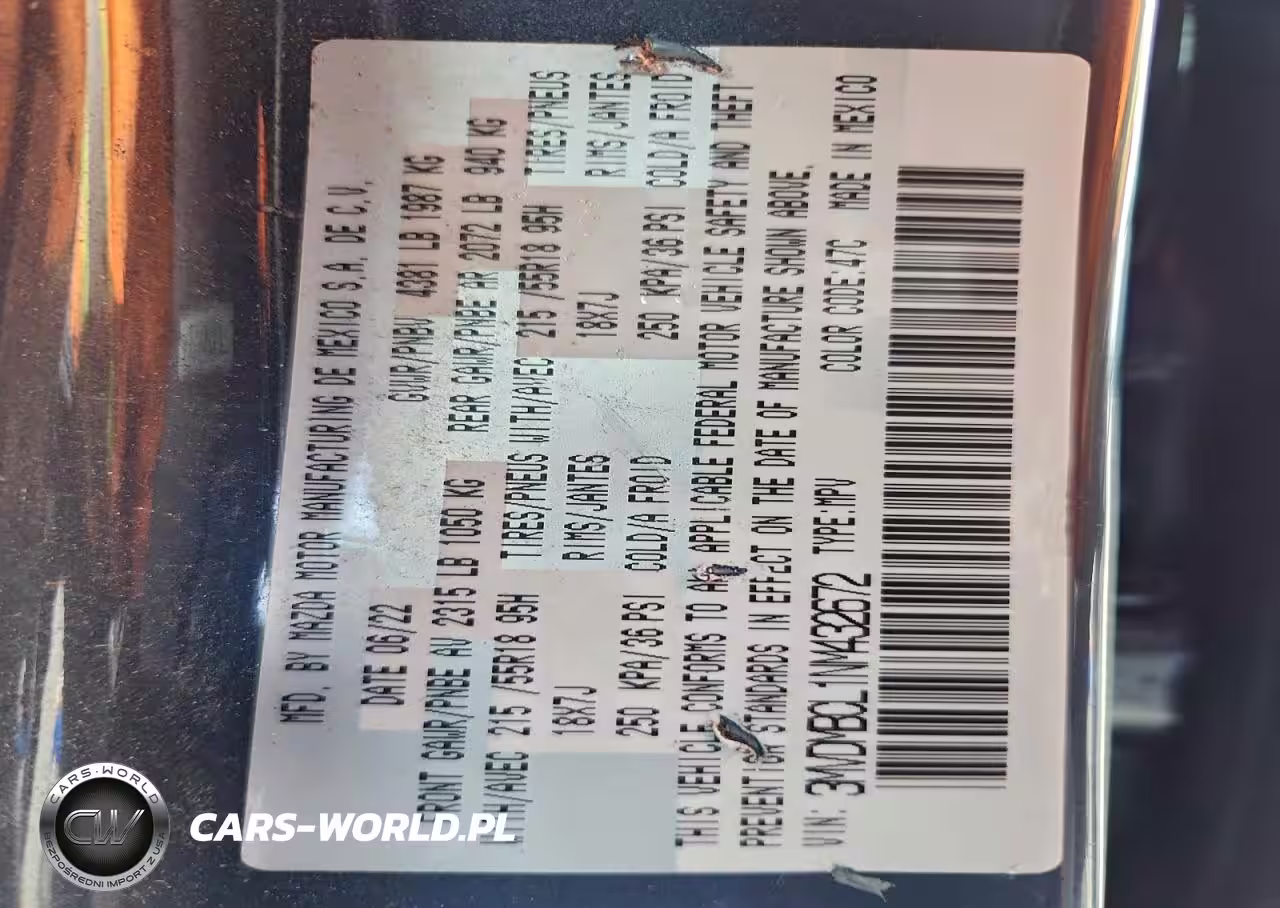 MFD. BY MAZDA MOTOR MANUFACTURING DE MEXICO S.A. DE C.V.
DATE 06/22 GVWR/PNBV 4381 LB 1987 KG
FRONT GAWR/PNBE AV 2315 LB 1050 KG REAR GAWR/PNBE AR 2072 LB 940 KG
WITH/AVEC 215 /55R18 95H TIRES/PNEUS WITH/AVEC 215 /55R18 95H TIRES/PNEUS
18X7J RIMS/JANTES 18X7J RIMS/JANTES
250 KPA/36 PSI COLD/A FROID 250 KPA/36 PSI COLD/A FROID
THIS VEHICLE CONFORMS TO APPLICABLE FEDERAL MOTOR VEHICLE SAFETY AND THEFT
PREVENTION STANDARDS IN EFFECT ON THE DATE OF MANUFACTURE SHOWN ABOVE.
VIN: 3MVDMBCL1NM432672 TYPE:MPV COLOR CODE:47C MADE IN MEXICO
CARS-WORLD
CW
BEZPOŚREDNI IMPORT Z USA
CARS-WORLD.PL